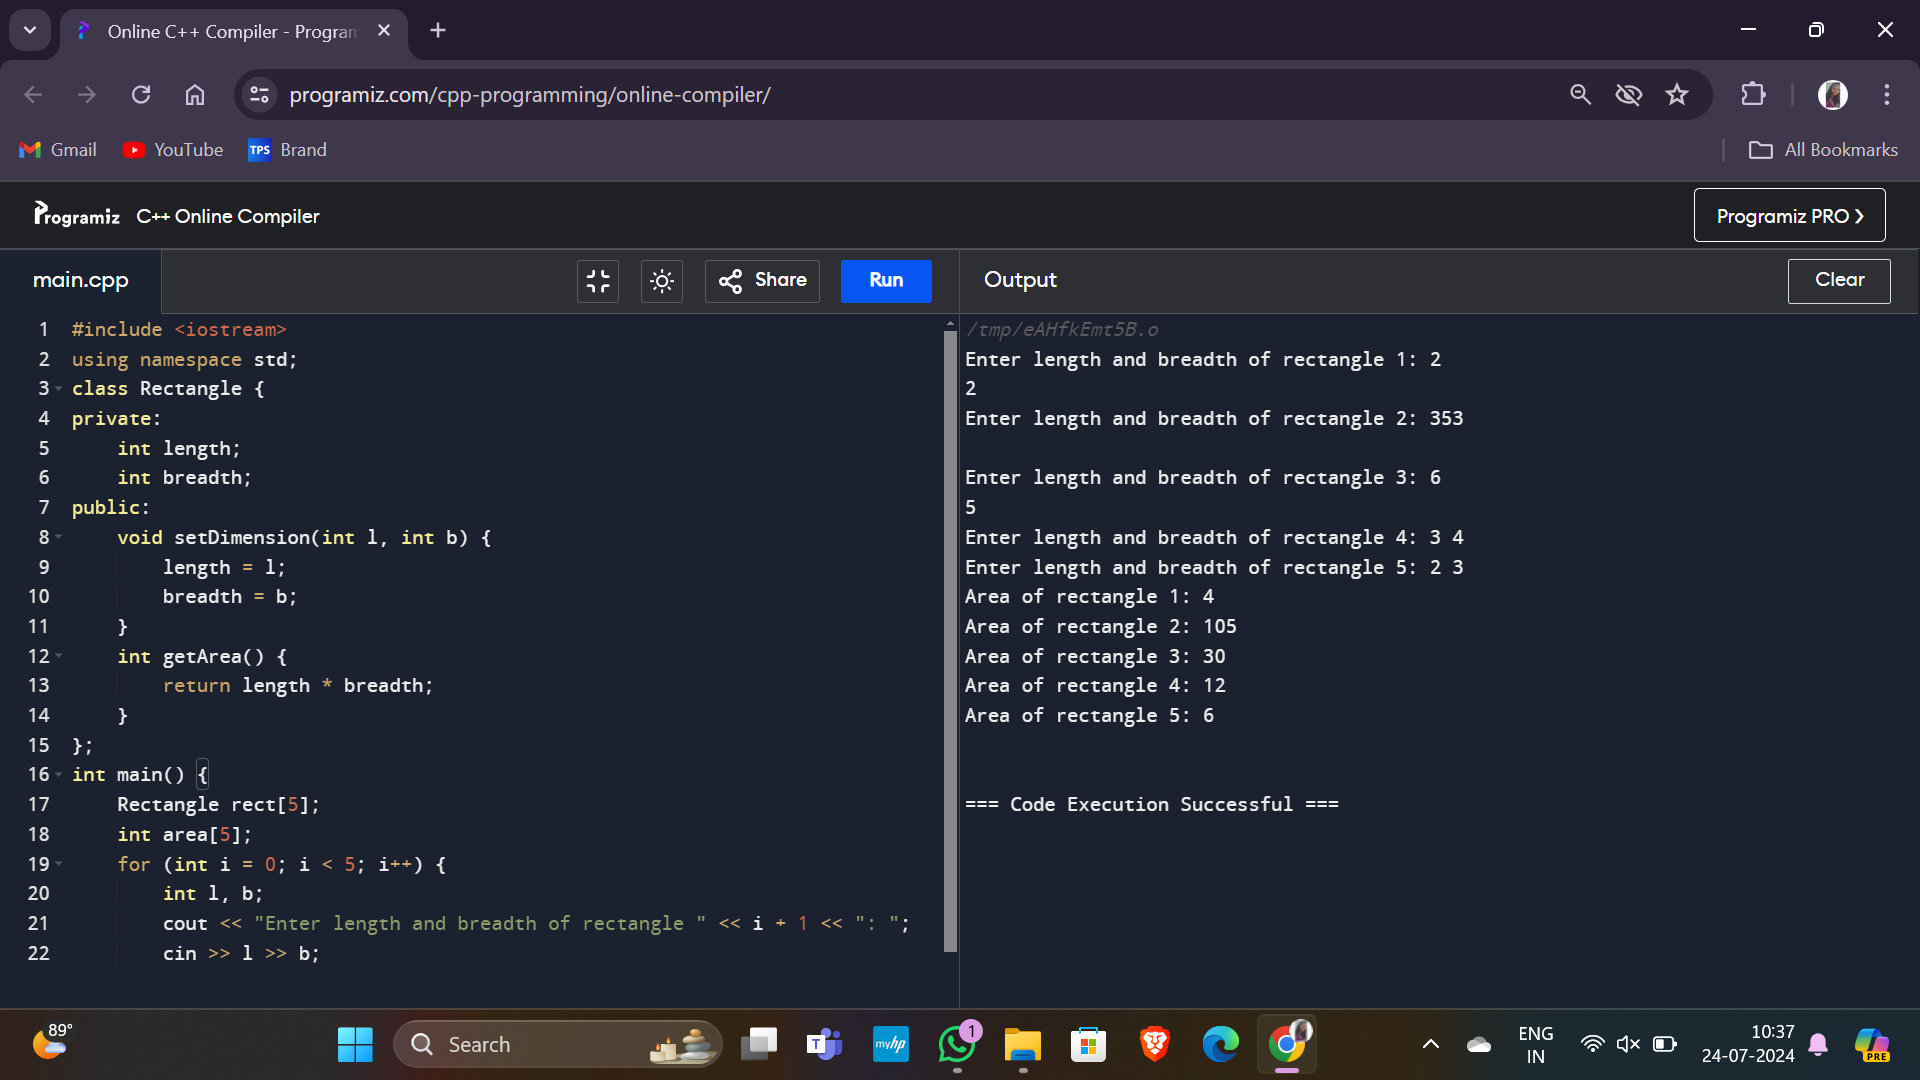 Online C++ Compiler - Program
programiz.com/cpp-programming/online-compiler/
Gmail YouTube TPS Brand All Bookmarks
Programiz C++ Online Compiler Programiz PRO ❯
main.cpp Share Run Output Clear
1 #include <iostream>
2 using namespace std;
3 class Rectangle {
4 private:
5 int length;
6 int breadth;
7 public:
8 void setDimension(int l, int b) {
9 length = l;
10 breadth = b;
11 }
12 int getArea() {
13 return length * breadth;
14 }
15 };
16 int main() {
17 Rectangle rect[5];
18 int area[5];
19 for (int i = 0; i < 5; i++) {
20 int l, b;
21 cout << "Enter length and breadth of rectangle " << i + 1 << ": ";
22 cin >> l >> b;
/tmp/eAHfkEmt5B.o
Enter length and breadth of rectangle 1: 2
2
Enter length and breadth of rectangle 2: 353
Enter length and breadth of rectangle 3: 6
5
Enter length and breadth of rectangle 4: 3 4
Enter length and breadth of rectangle 5: 2 3
Area of rectangle 1: 4
Area of rectangle 2: 105
Area of rectangle 3: 30
Area of rectangle 4: 12
Area of rectangle 5: 6
=== Code Execution Successful ===
89°
Search
T
myhp
1
ENG
IN
10:37
24-07-2024
PRE